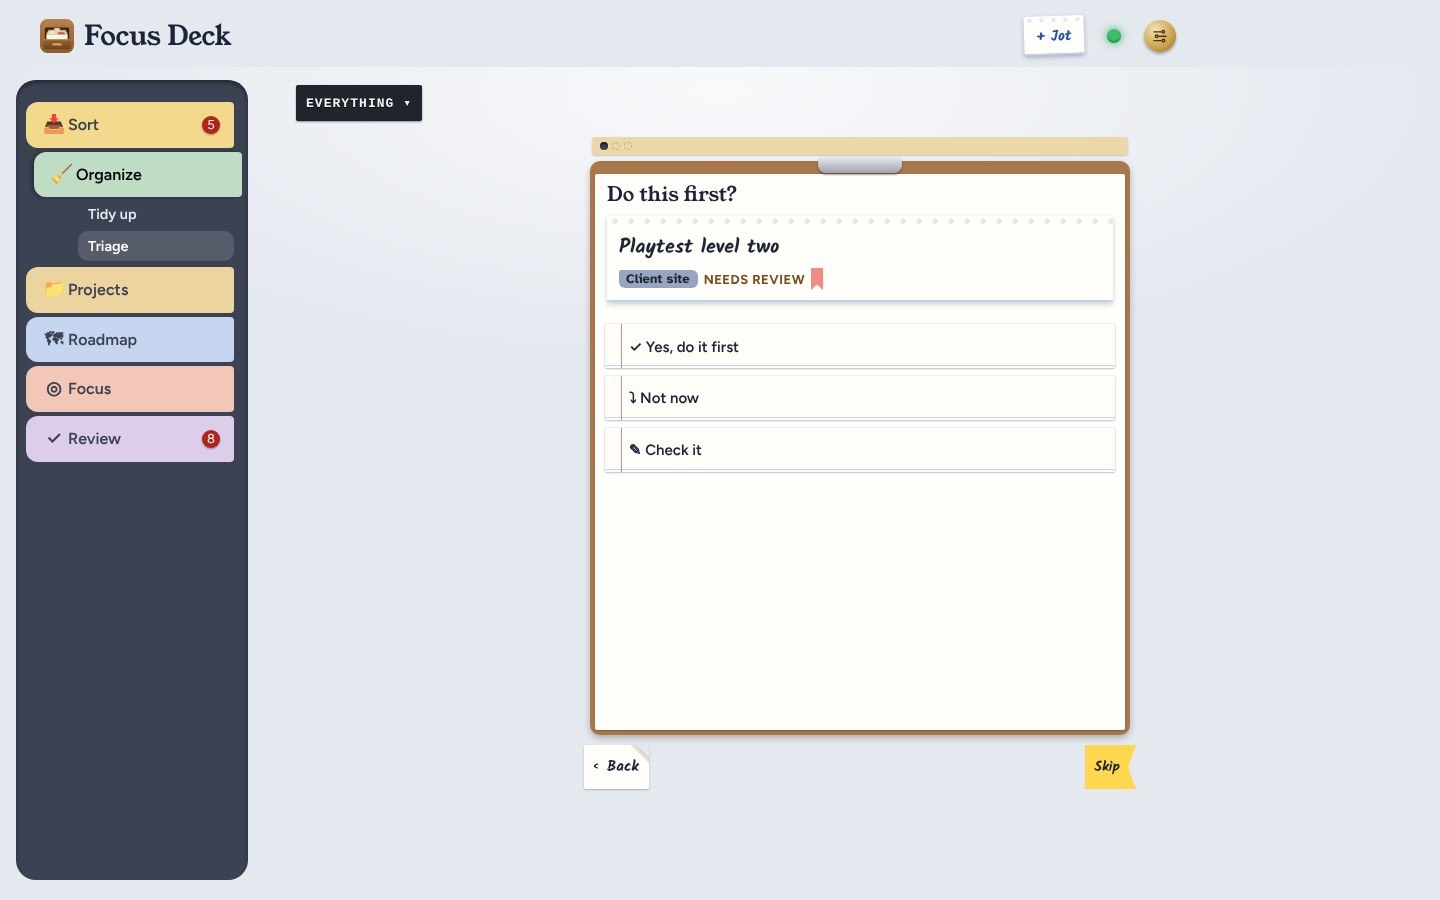 Focus Deck
+ Jot
Sort 5
Organize
Tidy up
Triage
Projects
Roadmap
Focus
Review 8
EVERYTHING ▾
Do this first?
Playtest level two
Client site NEEDS REVIEW
✓ Yes, do it first
⤵ Not now
✎ Check it
< Back
Skip